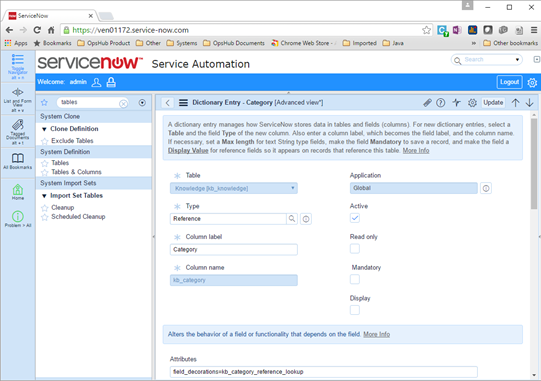 ServiceNow
https://ven01172.service-now.com
Apps ★ Bookmarks OpsHub Product Other Systems OpsHub Documents Chrome Web Store - Imported Java » Other bookmarks
servicenow™ Service Automation
Search
Welcome: admin
Logout
Toggle
Navigator
alt + n
List and Form
View
alt + v
Tagged
Documents
alt + t
All Bookmarks
Home
Problem > All
tables
System Clone
▼ Clone Definition
Exclude Tables
System Definition
Tables
Tables & Columns
System Import Sets
▼ Import Set Tables
Cleanup
Scheduled Cleanup
Dictionary Entry - Category [Advanced view*]
Update
A dictionary manages how ServiceNow stores data in tables and fields (columns). For new dictionary entries, select a
Table and the field Type of the new column. Also enter a column label, which becomes the field label, and the column name.
If necessary, set a Max length for text String type fields, make the field Mandatory to save a record, and make the field a
Display Value for reference fields so it appears on records that reference this table. More Info
Table
Knowledge [kb_knowledge]
Application
Global
Type
Reference
Active
Column label
Category
Read only
Column name
kb_category
Mandatory
Display
Alters the behavior of a field or functionality that depends on the field. More Info
Attributes
field_decorations=kb_category_reference_lookup